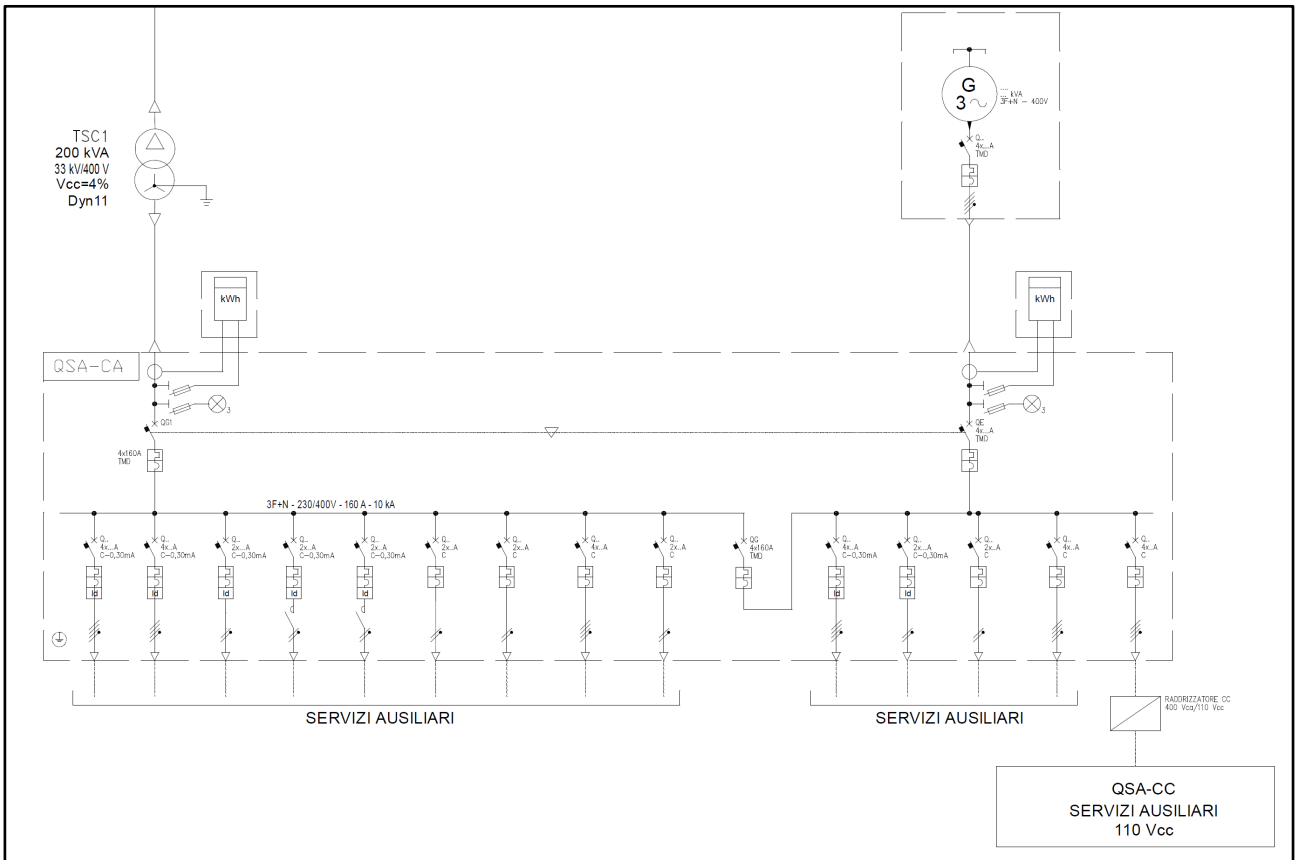 TSC1
200 kVA
33 kV/400 V
Vcc=4%
Dyn11
G
3
... kVA
3F+N - 400V
Q..
4x...A
TMD
kWh
kWh
QSA-CA
3
3
QG1
4x160A
TMD
QE
4x...A
TMD
3F+N - 230/400V - 160 A - 10 kA
Q..
4x..A
C-0,30mA
Id
Q..
4x..A
C-0,30mA
Id
Q..
2x..A
C-0,30mA
Id
Q..
2x..A
C-0,30mA
Id
Q..
2x..A
C-0,30mA
Id
Q..
2x..A
C
Q..
2x..A
C
Q..
4x..A
C
Q..
2x..A
C
QG
4x160A
TMD
Q..
4x..A
C-0,30mA
Id
Q..
2x..A
C-0,30mA
Id
Q..
2x..A
C
Q..
4x..A
C
Q..
4x..A
C
SERVIZI AUSILIARI
SERVIZI AUSILIARI
RADDRIZZATORE CC
400 Vca/110 Vcc
QSA-CC
SERVIZI AUSILIARI
110 Vcc